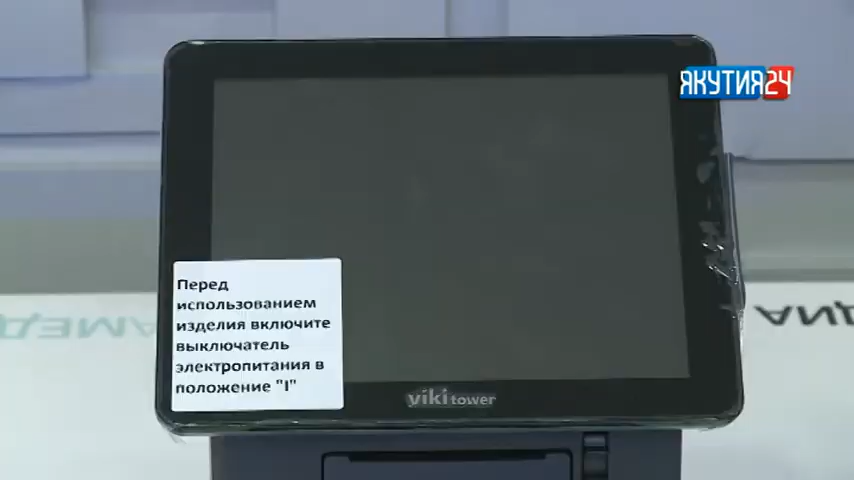 ЯКУТИЯ24
Перед
использованием
изделия включите
выключатель
электропитания в
положение "I"
viki tower